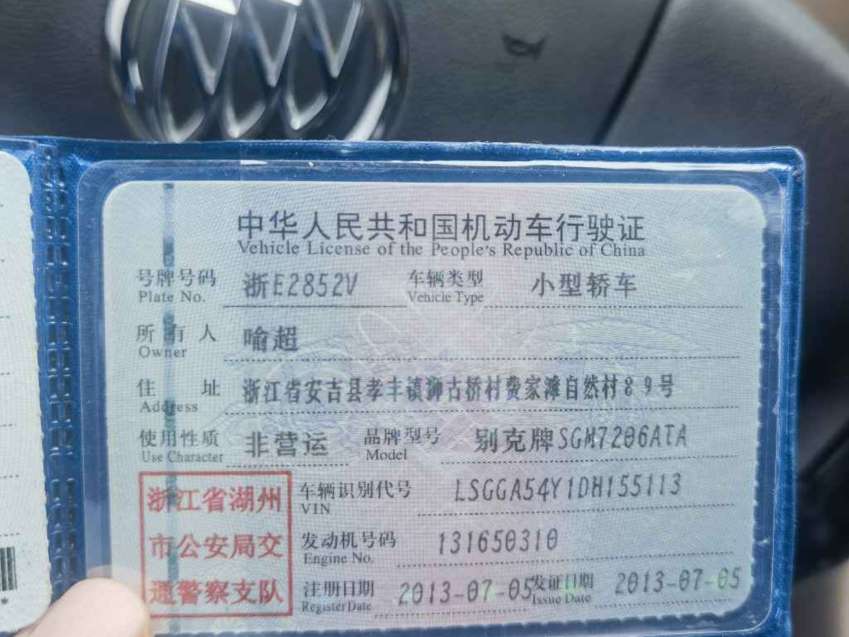 中华人民共和国机动车行驶证
Vehicle License of the People's Republic of China
号牌号码 浙E2852V 车辆类型 小型轿车
Plate No. Vehicle Type
所有人 喻超
Owner
住址 浙江省安吉县孝丰镇狮古桥村费家滩自然村89号
Address
使用性质 非营运 品牌型号 别克牌SGM7206ATA
Use Character Model
浙江省湖州
市公安局交
通警察支队
车辆识别代号 LSGGA54Y1DH155113
VIN
发动机号码 131650310
Engine No.
注册日期 2013-07-05 发证日期 2013-07-05
Register Date Issue Date